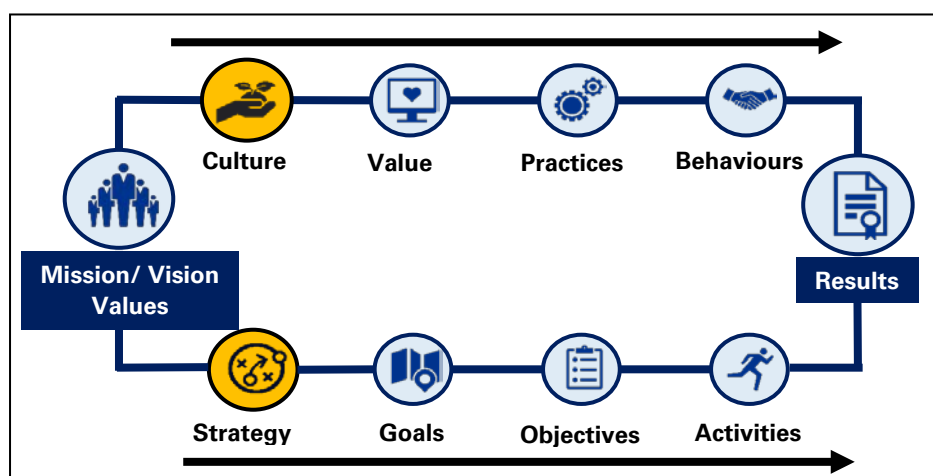 Culture
Value
Practices
Behaviours
Mission/ Vision
Values
Results
Strategy
Goals
Objectives
Activities